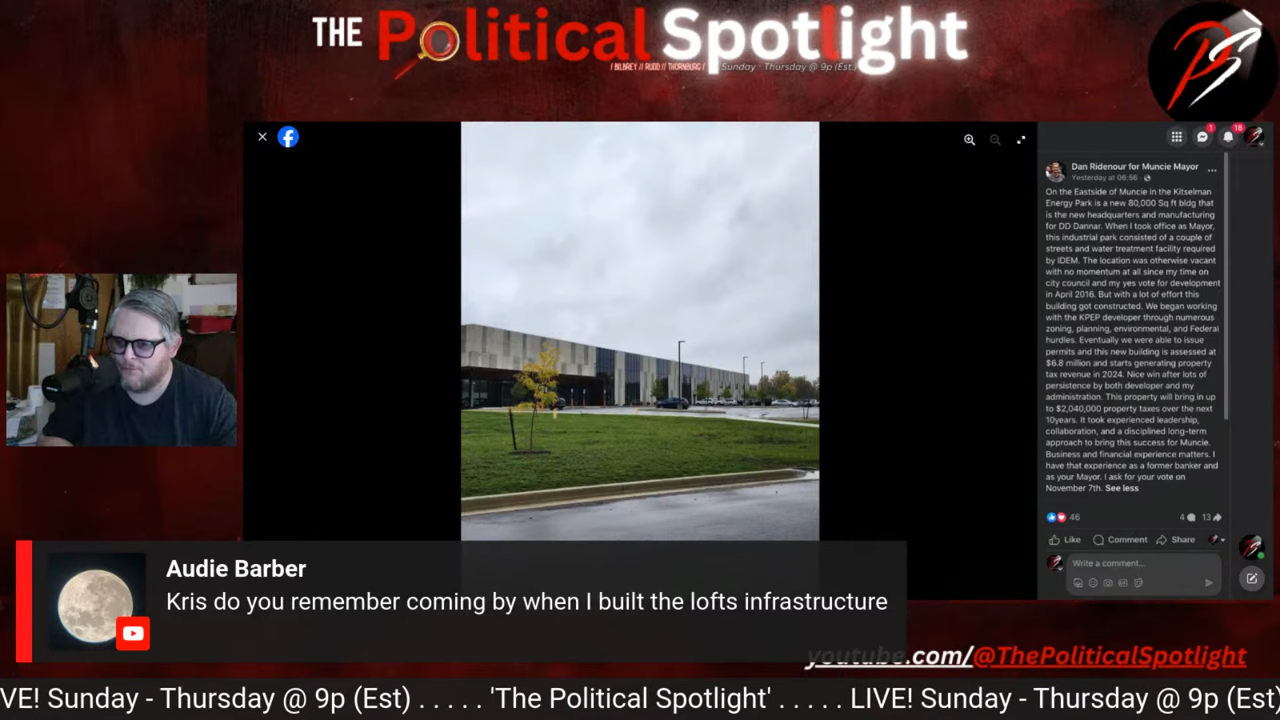 THE Political Spotlight
/ BILBREY // RUDD // THORNBURG / Sunday - Thursday @ 9p (Est.)
PS
1
18
Dan Ridenour for Muncie Mayor
Yesterday at 06:56
On the Eastside of Muncie in the Kitselman
Energy Park is a new 80,000 Sq ft bldg that
is the new headquarters and manufacturing
for DD Dannar. When I took office as Mayor,
this industrial park consisted of a couple of
streets and water treatment facility required
by IDEM. The location was otherwise vacant
with no momentum at all since my time on
city council and my yes vote for development
in April 2016. But with a lot of effort this
building got constructed. We began working
with the KPEP developer through numerous
zoning, planning, environmental, and Federal
hurdles. Eventually we were able to issue
permits and this new building is assessed at
$6.8 million and starts generating property
tax revenue in 2024. Nice win after lots of
persistence by both developer and my
administration. This property will bring in up
to $2,040,000 property taxes over the next
10years. It took experienced leadership,
collaboration, and a disciplined long-term
approach to bring this success for Muncie.
Business and financial experience matters. I
have that experience as a former banker and
as your Mayor. I ask for your vote on
November 7th. See less
46
4 13
Like Comment Share
Write a comment...
Audie Barber
Kris do you remember coming by when I built the lofts infrastructure
youtube.com/@ThePoliticalSpotlight
VE! Sunday - Thursday @ 9p (Est) . . . . . 'The Political Spotlight' . . . . . LIVE! Sunday - Thursday @ 9p (Est)